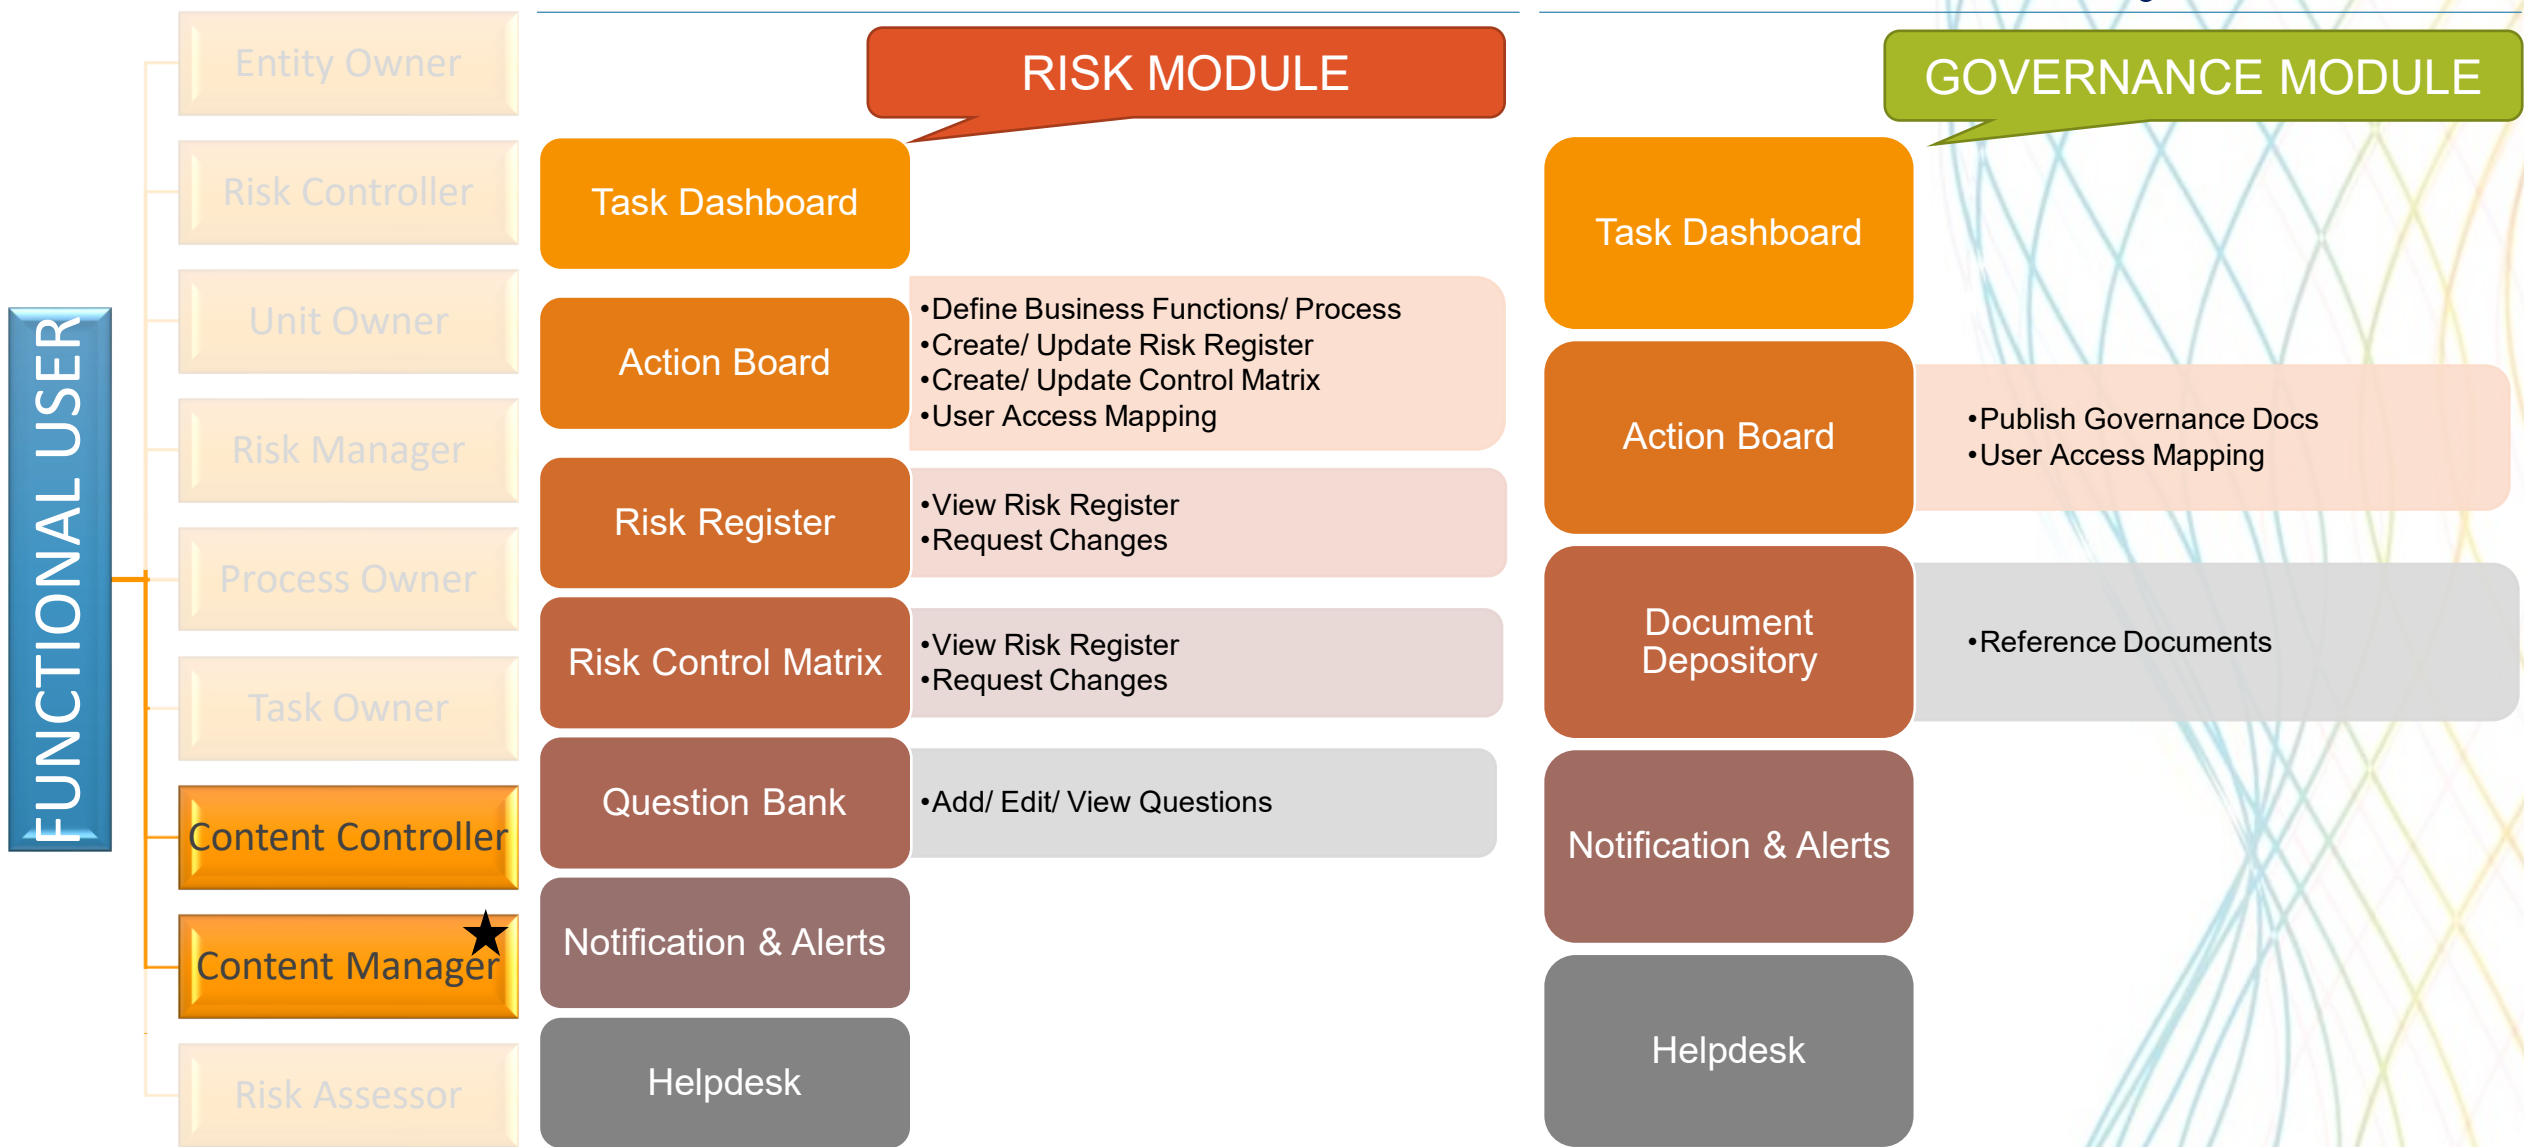 FUNCTIONAL USER
Entity Owner
Risk Controller
Unit Owner
Risk Manager
Process Owner
Task Owner
Content Controller
Content Manager
Risk Assessor
RISK MODULE
Task Dashboard
Action Board
•Define Business Functions/ Process
•Create/ Update Risk Register
•Create/ Update Control Matrix
•User Access Mapping
Risk Register
•View Risk Register
•Request Changes
Risk Control Matrix
•View Risk Register
•Request Changes
Question Bank
•Add/ Edit/ View Questions
Notification & Alerts
Helpdesk
GOVERNANCE MODULE
Task Dashboard
Action Board
•Publish Governance Docs
•User Access Mapping
Document
Depository
•Reference Documents
Notification & Alerts
Helpdesk